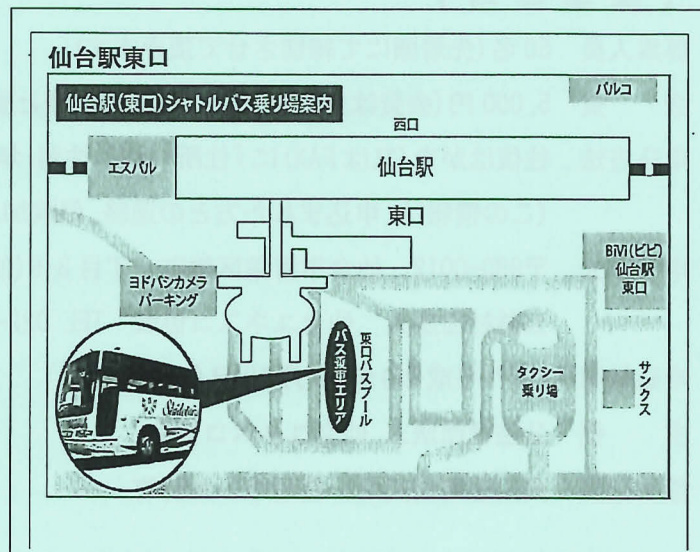 仙台駅東口
仙台駅(東口)シャトルバス乗り場案内
パルコ
西口
エスパル
仙台駅
東口
BiVi(ビビ)
仙台駅
東口
ヨドバシカメラ
パーキング
東口バスプール
バス乗車エリア
タクシー
乗り場
サンクス